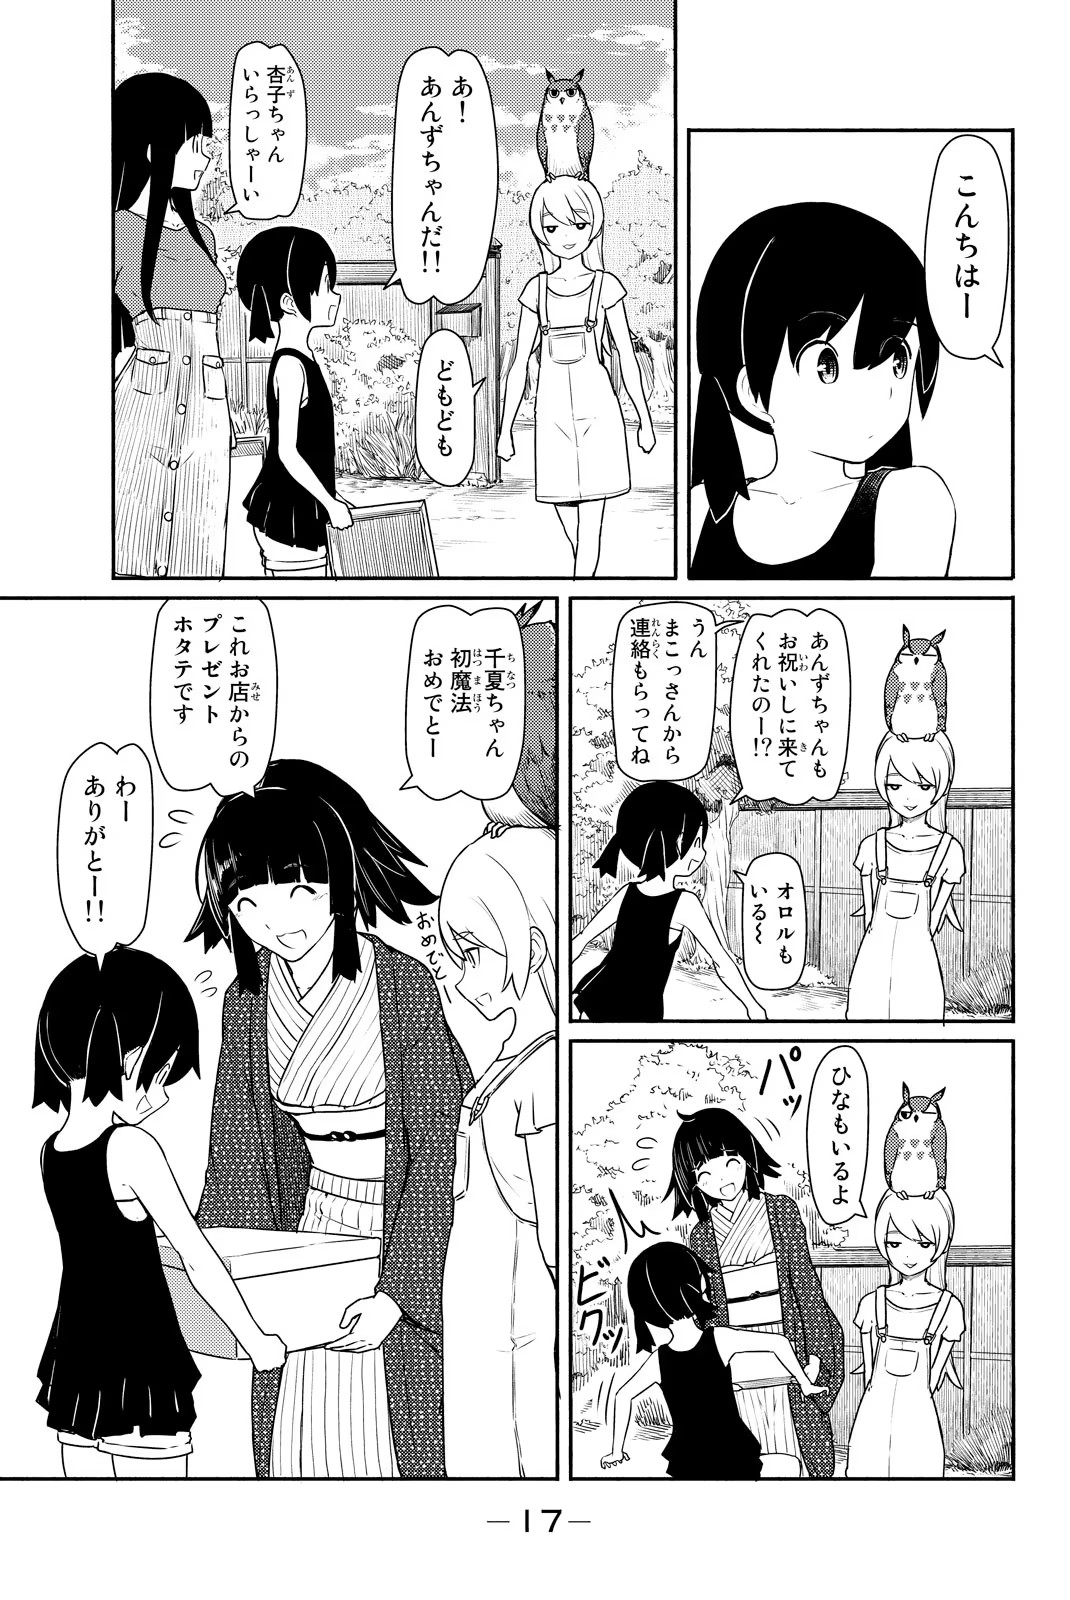 こんちはー
あ！
あんずちゃんだ!!
杏子ちゃん
いらっしゃーい
どもども
あんずちゃんも
お祝いしに来て
くれたのー!?
うん
まこっさんから
連絡もらってね
オロルも
いる〜
ひなもいるよ
パッ
ビクッ
千夏ちゃん
初魔法
おめでとー
おめでとー
これお店からの
プレゼント
ホタテです
わー
ありがとー!!
—17—